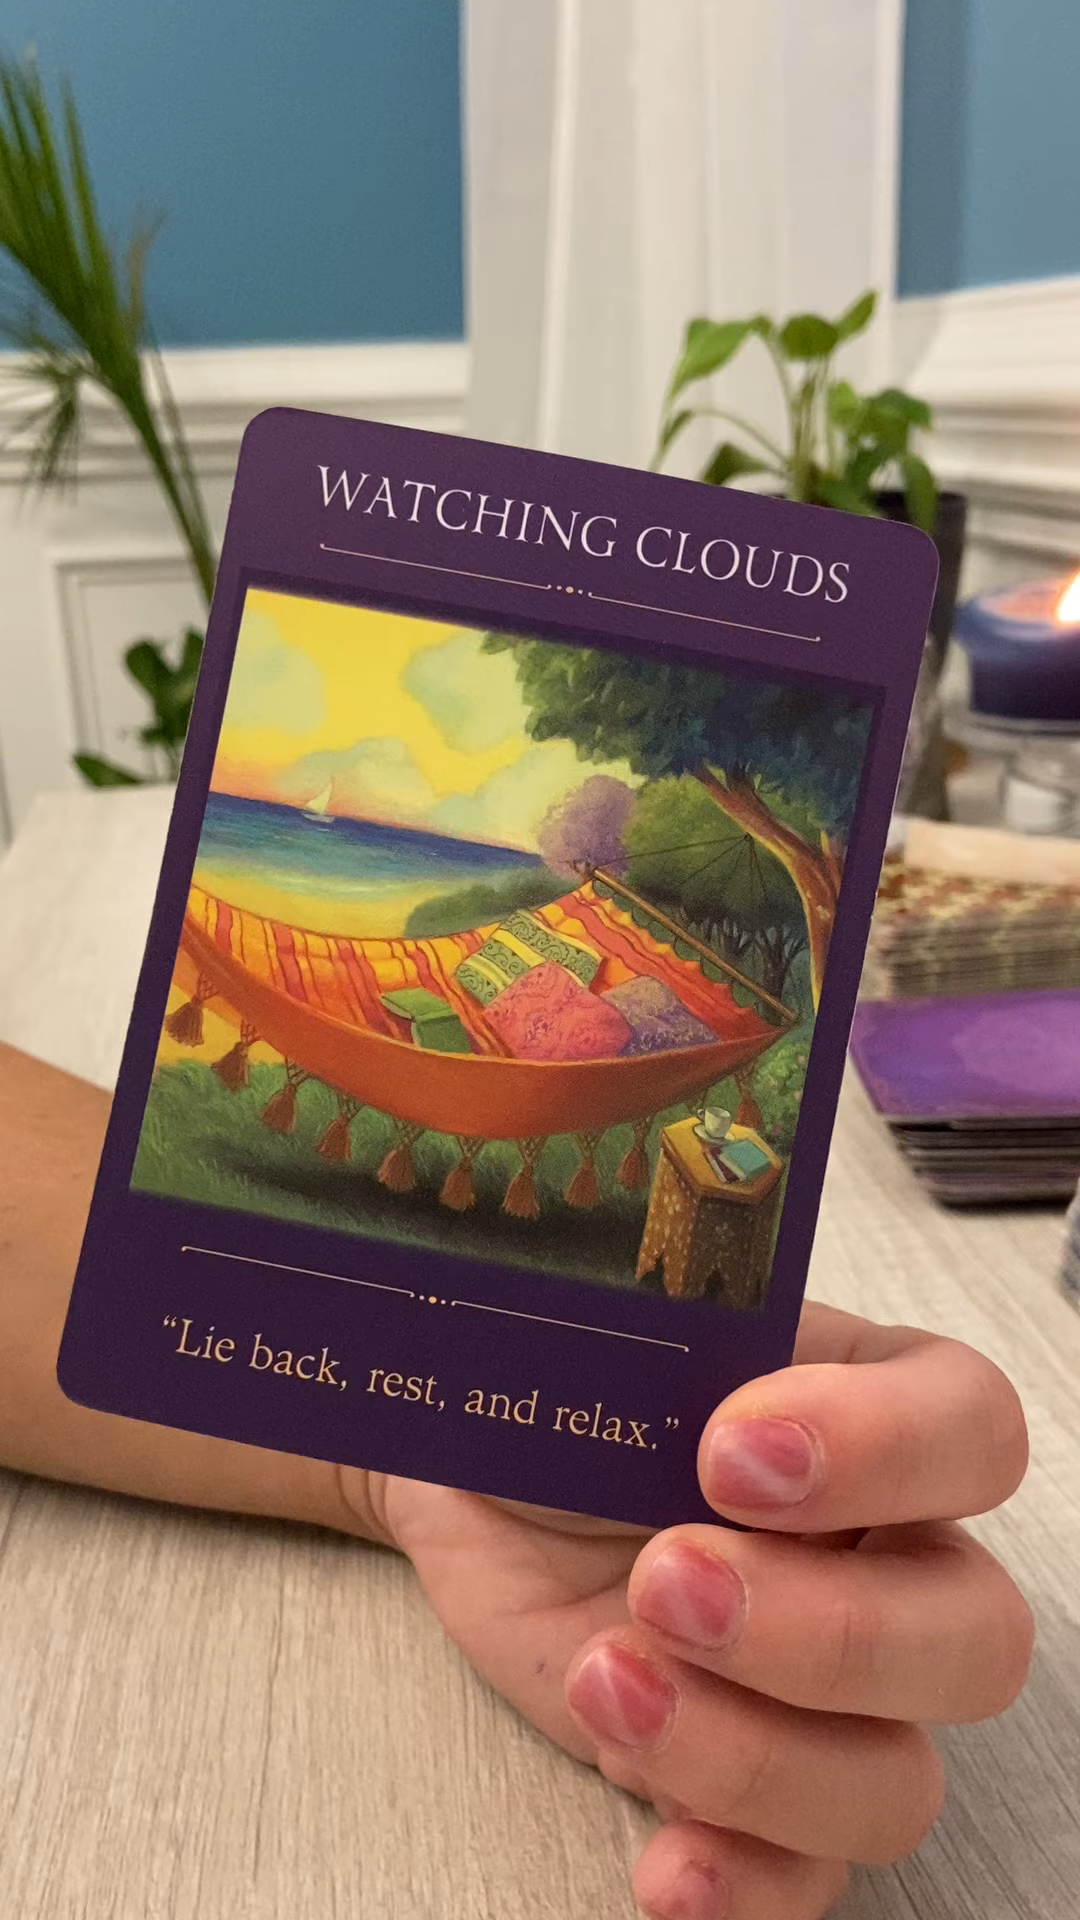 WATCHING CLOUDS
“Lie back, rest, and relax.”